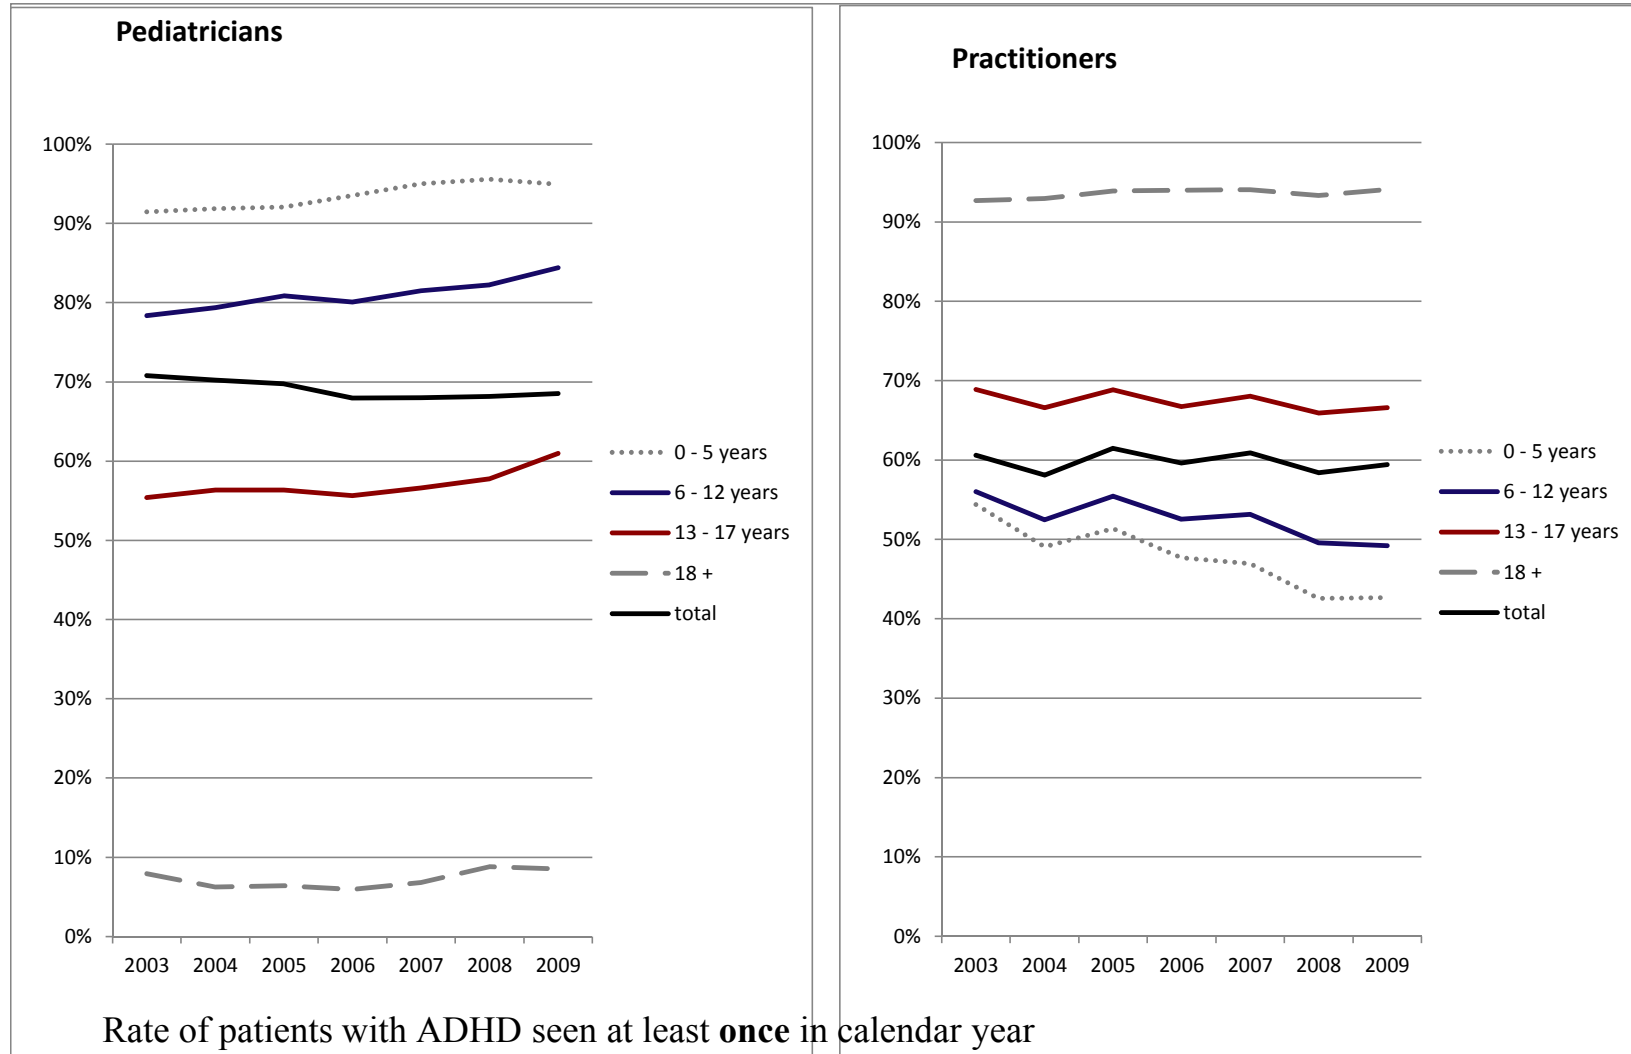 Pediatricians
100%
90%
80%
70%
60%
50%
40%
30%
20%
10%
0%
2003 2004 2005 2006 2007 2008 2009
0 - 5 years
6 - 12 years
13 - 17 years
18 +
total
Practitioners
100%
90%
80%
70%
60%
50%
40%
30%
20%
10%
0%
2003 2004 2005 2006 2007 2008 2009
0 - 5 years
6 - 12 years
13 - 17 years
18 +
total
Rate of patients with ADHD seen at least once in calendar year